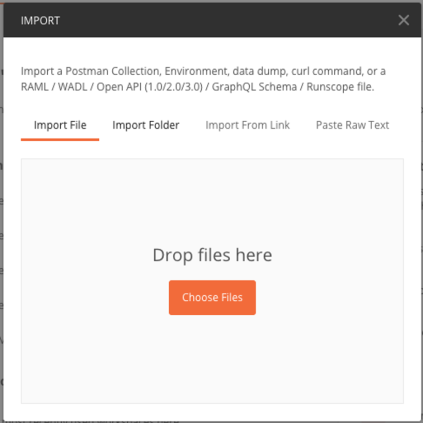 IMPORT
Import a Postman Collection, Environment, data dump, curl command, or a
RAML / WADL / Open API (1.0/2.0/3.0) / GraphQL Schema / Runscope file.
Import File Import Folder Import From Link Paste Raw Text
Drop files here
Choose Files